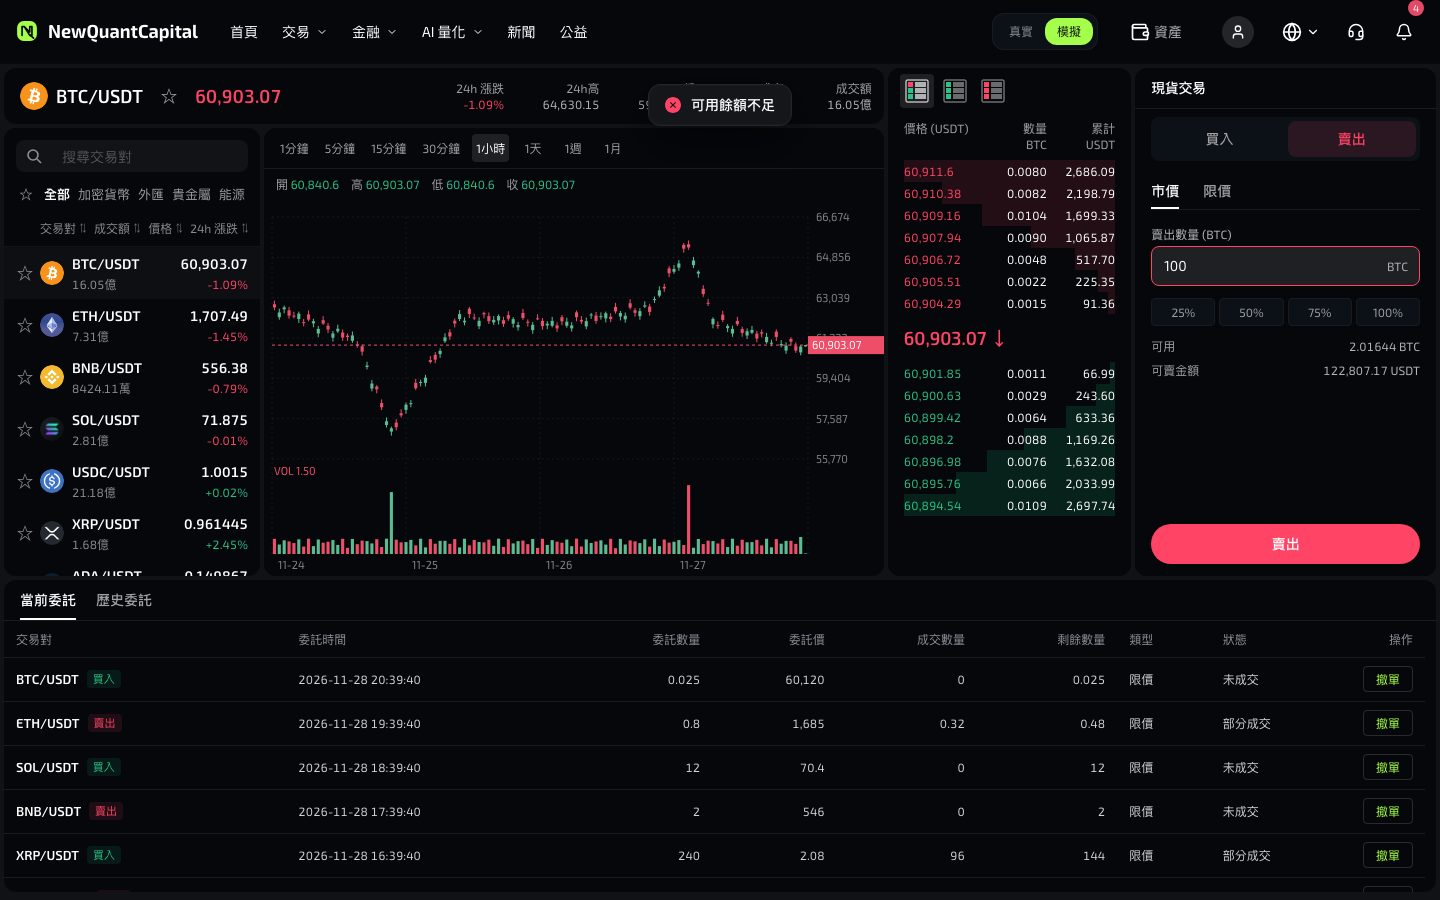 NewQuantCapital 首頁 交易 金融 AI 量化 新聞 公益 真實 模擬 資產 4
BTC/USDT 60,903.07
24h 漲跌 24h高 成交額
-1.09% 64,630.15 16.05億
可用餘額不足
搜尋交易對
全部 加密貨幣 外匯 貴金屬 能源
交易對 成交額 價格 24h 漲跌
BTC/USDT 60,903.07
16.05億 -1.09%
ETH/USDT 1,707.49
7.31億 -1.45%
BNB/USDT 556.38
8424.11萬 -0.79%
SOL/USDT 71.875
2.81億 -0.01%
USDC/USDT 1.0015
21.18億 +0.02%
XRP/USDT 0.961445
1.68億 +2.45%
ADA/USDT 0.149867
1分鐘 5分鐘 15分鐘 30分鐘 1小時 1天 1週 1月
開 60,840.6 高 60,903.07 低 60,840.6 收 60,903.07
66,674
64,856
63,039
60,903.07
59,404
57,587
55,770
VOL 1.50
11-24 11-25 11-26 11-27
價格 (USDT) 數量 累計
BTC USDT
60,911.6 0.0080 2,686.09
60,910.38 0.0082 2,198.79
60,909.16 0.0104 1,699.33
60,907.94 0.0090 1,065.87
60,906.72 0.0048 517.70
60,905.51 0.0022 225.35
60,904.29 0.0015 91.36
60,903.07 ↓
60,901.85 0.0011 66.99
60,900.63 0.0029 243.60
60,899.42 0.0064 633.36
60,898.2 0.0088 1,169.26
60,896.98 0.0076 1,632.08
60,895.76 0.0066 2,033.99
60,894.54 0.0109 2,697.74
現貨交易
買入 賣出
市價 限價
賣出數量 (BTC)
100 BTC
25% 50% 75% 100%
可用 2.01644 BTC
可賣金額 122,807.17 USDT
賣出
當前委託 歷史委託
交易對 委託時間 委託數量 委託價 成交數量 剩餘數量 類型 狀態 操作
BTC/USDT 買入 2026-11-28 20:39:40 0.025 60,120 0 0.025 限價 未成交 撤單
ETH/USDT 賣出 2026-11-28 19:39:40 0.8 1,685 0.32 0.48 限價 部分成交 撤單
SOL/USDT 買入 2026-11-28 18:39:40 12 70.4 0 12 限價 未成交 撤單
BNB/USDT 賣出 2026-11-28 17:39:40 2 546 0 2 限價 未成交 撤單
XRP/USDT 買入 2026-11-28 16:39:40 240 2.08 96 144 限價 部分成交 撤單